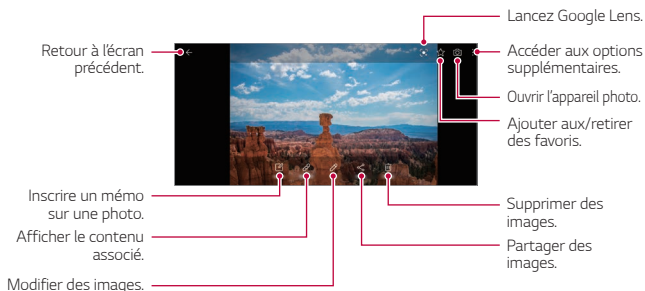 Lancez Google Lens.
Retour à l'écran
précédent.
Accéder aux options
supplémentaires.
Ouvrir l'appareil photo.
Ajouter aux/retirer
des favoris.
Inscrire un mémo
sur une photo.
Afficher le contenu
associé.
Modifier des images.
Supprimer des
images.
Partager des
images.